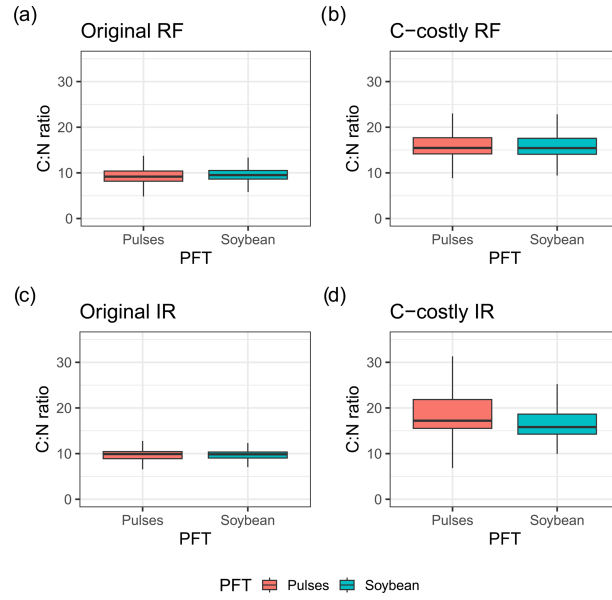 (a)
Original RF
C:N ratio
30
20
10
0
Pulses Soybean
PFT
(b)
C−costly RF
C:N ratio
30
20
10
0
Pulses Soybean
PFT
(c)
Original IR
C:N ratio
30
20
10
0
Pulses Soybean
PFT
(d)
C−costly IR
C:N ratio
30
20
10
0
Pulses Soybean
PFT
PFT Pulses Soybean